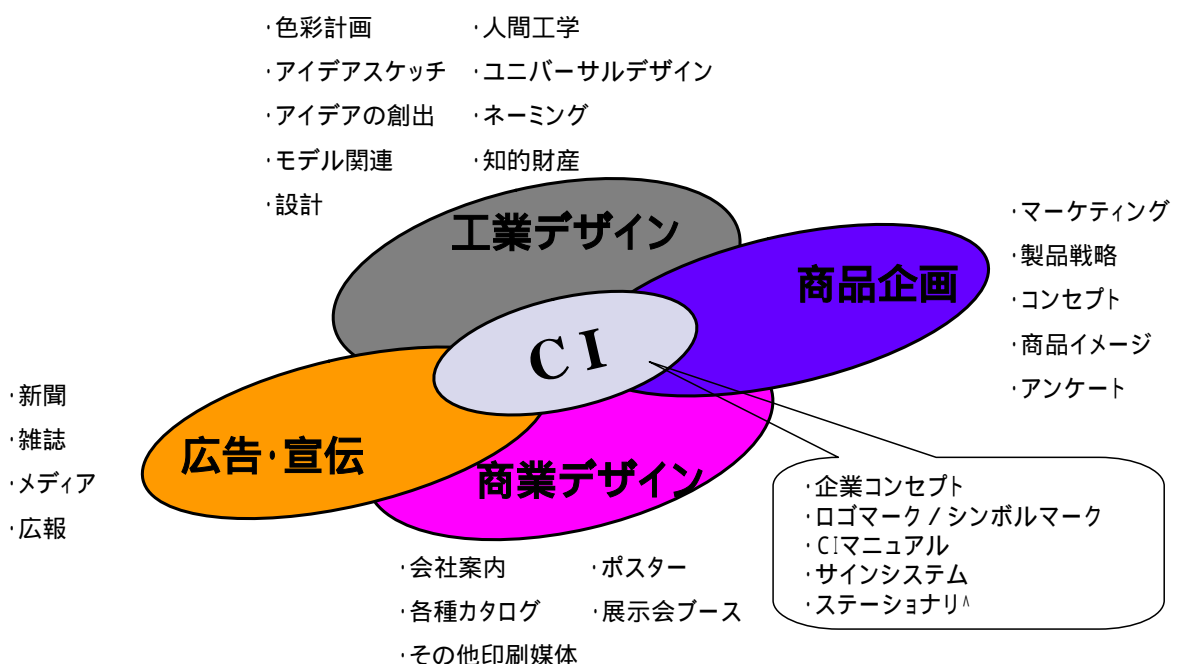 ·色彩計画
·アイデアスケッチ
·アイデアの創出
·モデル関連
·設計
·人間工学
·ユニバーサルデザイン
·ネーミング
·知的財産
工業デザイン
商品企画
·マーケティング
·製品戦略
·コンセプト
·商品イメージ
·アンケート
CI
·新聞
·雑誌
·メディア
·広報
広告·宣伝
商業デザイン
·企業コンセプト
·ロゴマーク / シンボルマーク
·CIマニュアル
·サインシステム
·ステーショナリ^
·会社案内
·各種カタログ
·その他印刷媒体
·ポスター
·展示会ブース